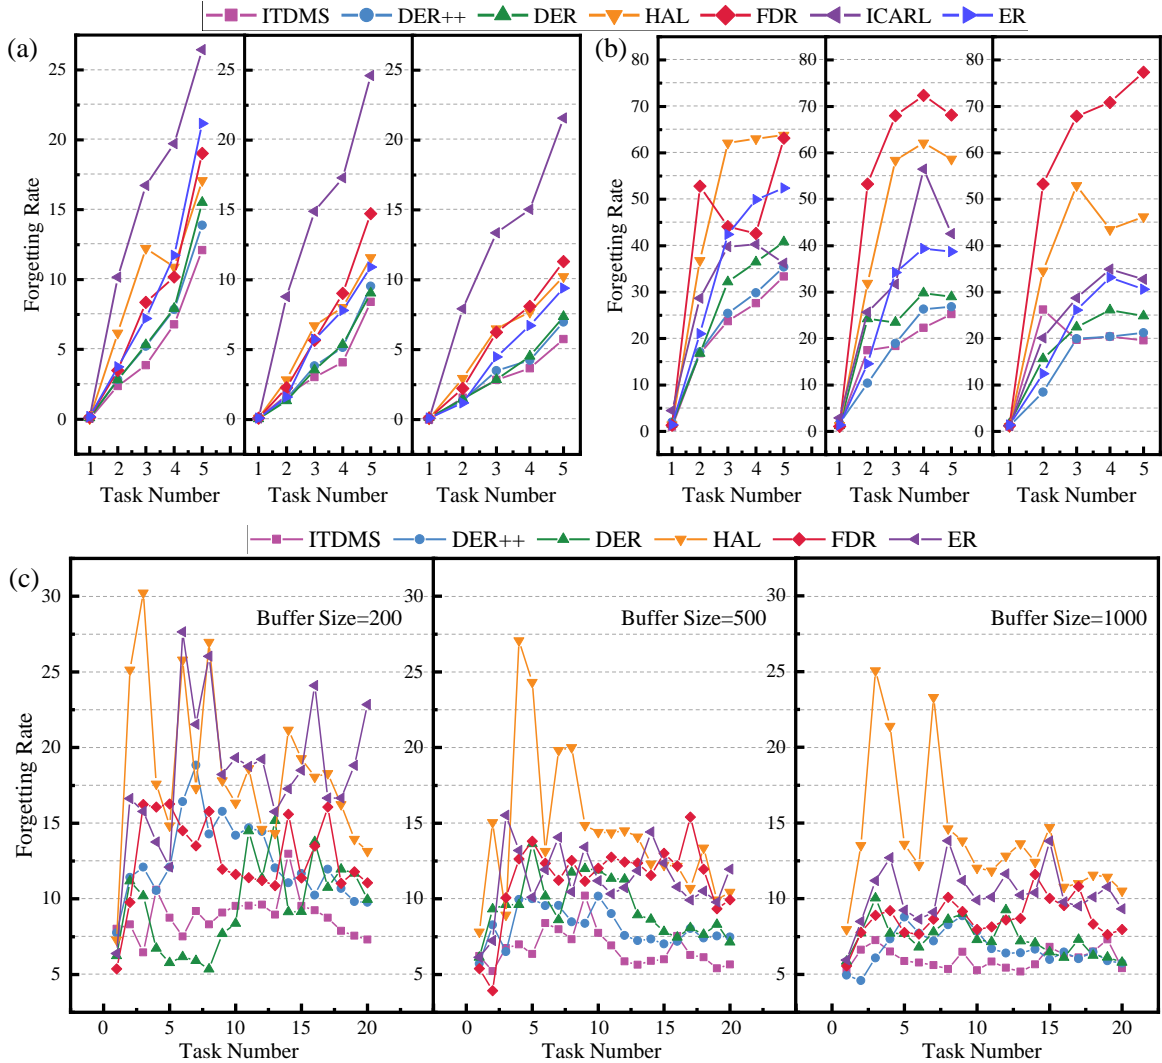 ITDMS DER++ DER HAL FDR ICARL ER
(a)
Forgetting Rate
25
20
15
10
5
0
25
20
15
10
5
0
25
20
15
10
5
0
1 2 3 4 5
1 2 3 4 5
1 2 3 4 5
Task Number
Task Number
Task Number
(b)
Forgetting Rate
80
70
60
50
40
30
20
10
0
80
70
60
50
40
30
20
10
0
80
70
60
50
40
30
20
10
0
1 2 3 4 5
1 2 3 4 5
1 2 3 4 5
Task Number
Task Number
Task Number
ITDMS DER++ DER HAL FDR ER
(c)
Forgetting Rate
30
25
20
15
10
5
Buffer Size=200
30
25
20
15
10
5
Buffer Size=500
30
25
20
15
10
5
Buffer Size=1000
0 5 10 15 20
0 5 10 15 20
0 5 10 15 20
Task Number
Task Number
Task Number